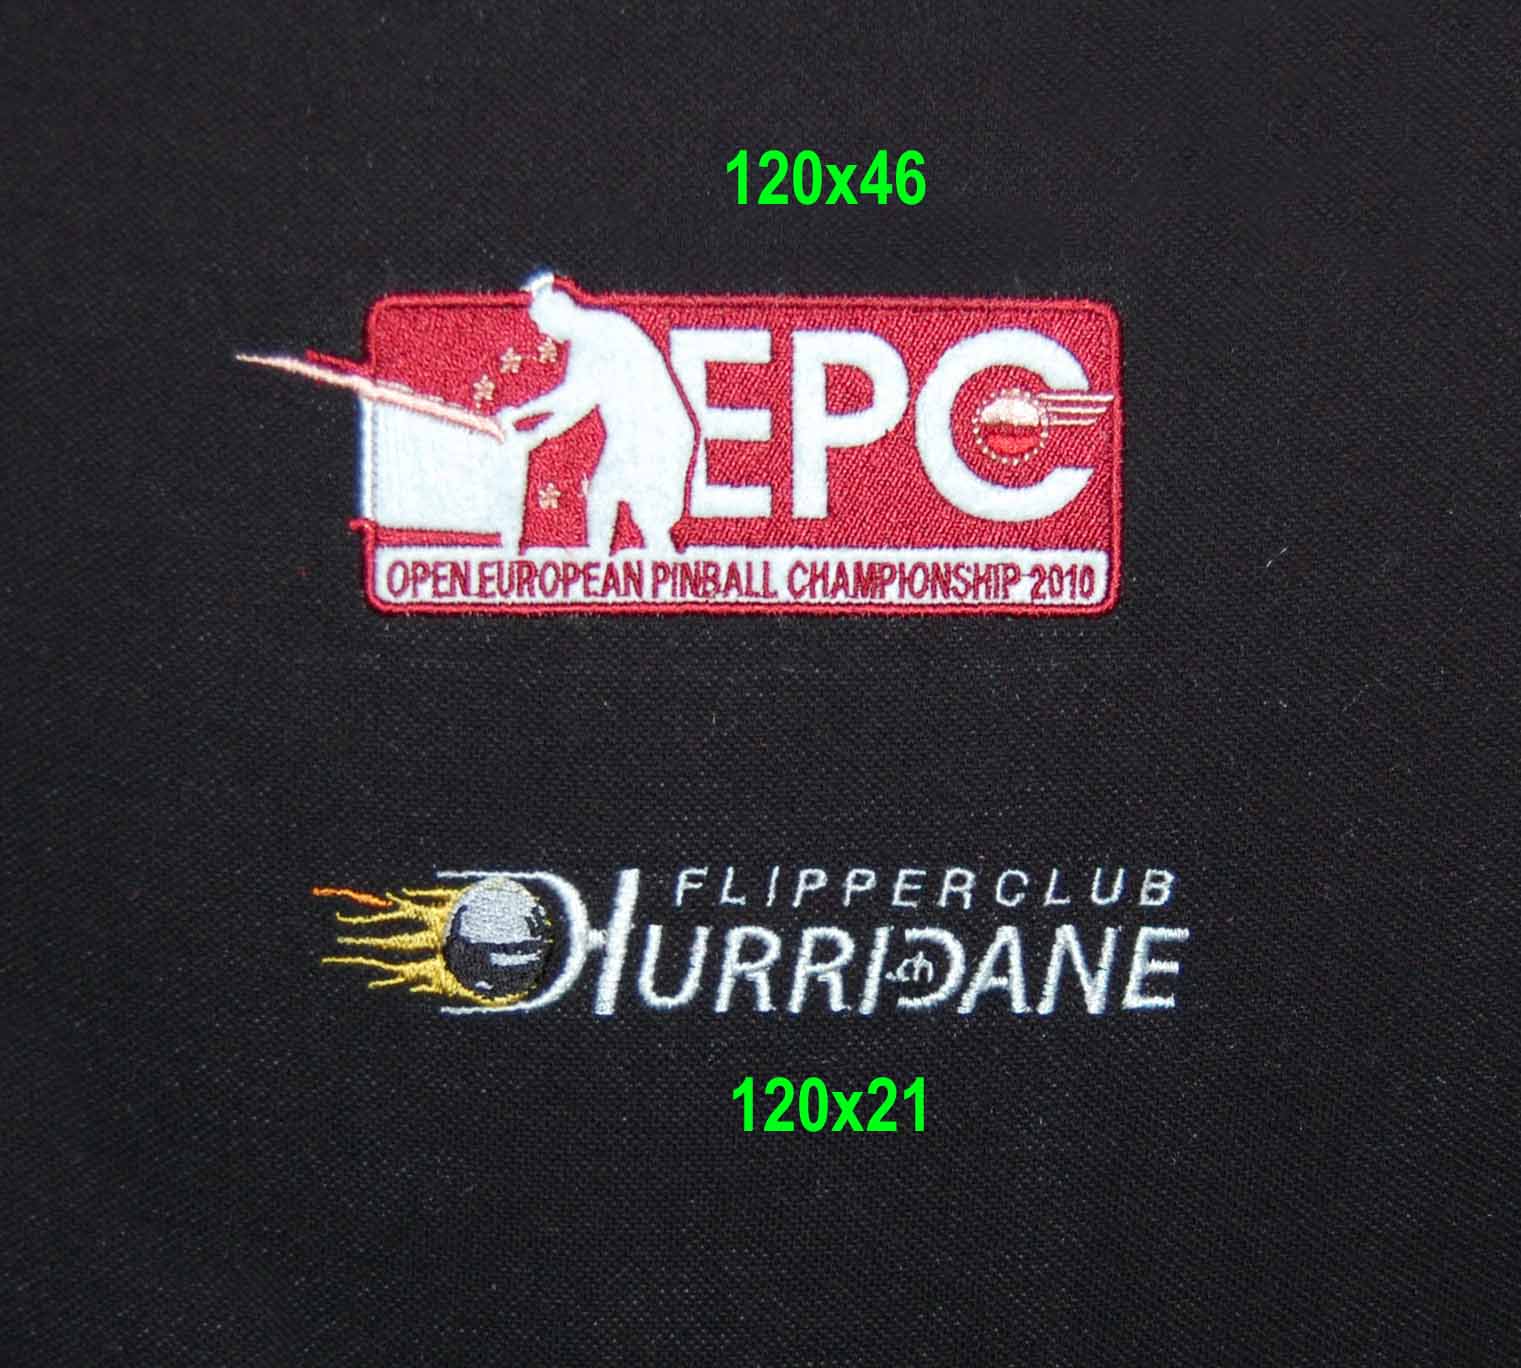 120x46
EPC
OPEN EUROPEAN PINBALL CHAMPIONSHIP 2010
FLIPPERCLUB
HURRICANE
.ch
120x21